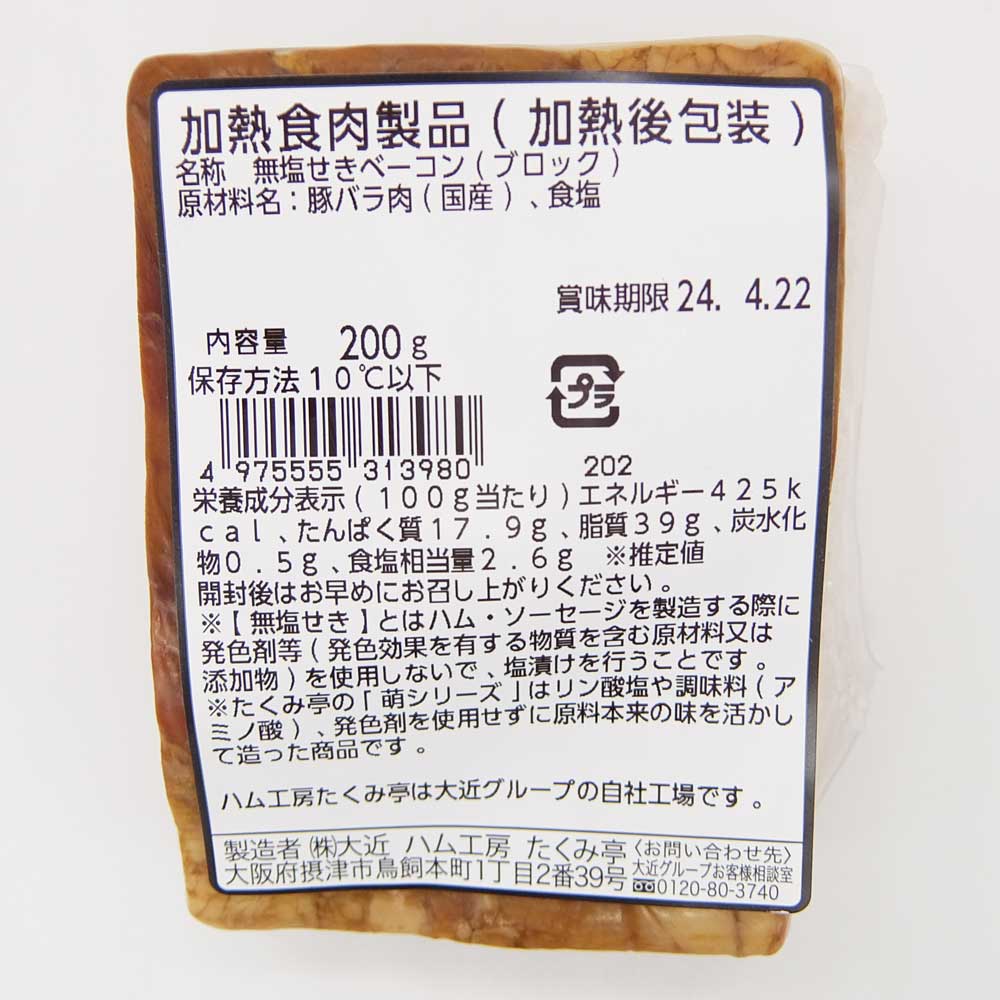 加熱食肉製品(加熱後包装)
名称 無塩せきベーコン(ブロック)
原材料名:豚バラ肉(国産)、食塩
賞味期限 24. 4.22
内容量 200g
保存方法10℃以下
プラ
4 975555 313980
202
栄養成分表示(100g当たり)エネルギー425k
cal、たんぱく質17.9g、脂質39g、炭水化
物0.5g、食塩相当量2.6g ※推定値
開封後はお早めにお召し上がりください。
※【無塩せき】とはハム・ソーセージを製造する際に
発色剤等(発色効果を有する物質を含む原材料又は
添加物)を使用しないで、塩漬けを行うことです。
※たくみ亭の「萌シリーズ」はリン酸塩や調味料(ア
ミノ酸)、発色剤を使用せずに原料本来の味を活かし
て造った商品です。
ハム工房たくみ亭は大近グループの自社工場です。
製造者 ㈱大近 ハム工房 たくみ亭 〈お問い合わせ先〉
大阪府摂津市鳥飼本町1丁目2番39号 大近グループお客様相談室
0120-80-3740